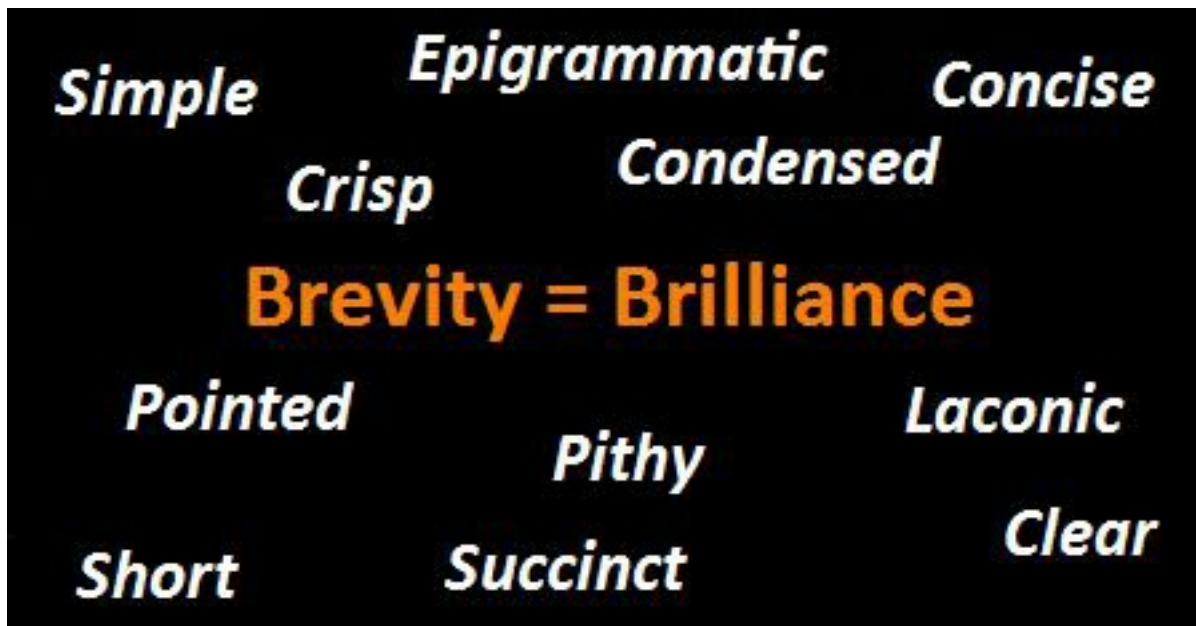 Simple
Epigrammatic
Concise
Crisp
Condensed
Brevity = Brilliance
Pointed
Laconic
Pithy
Clear
Short
Succinct